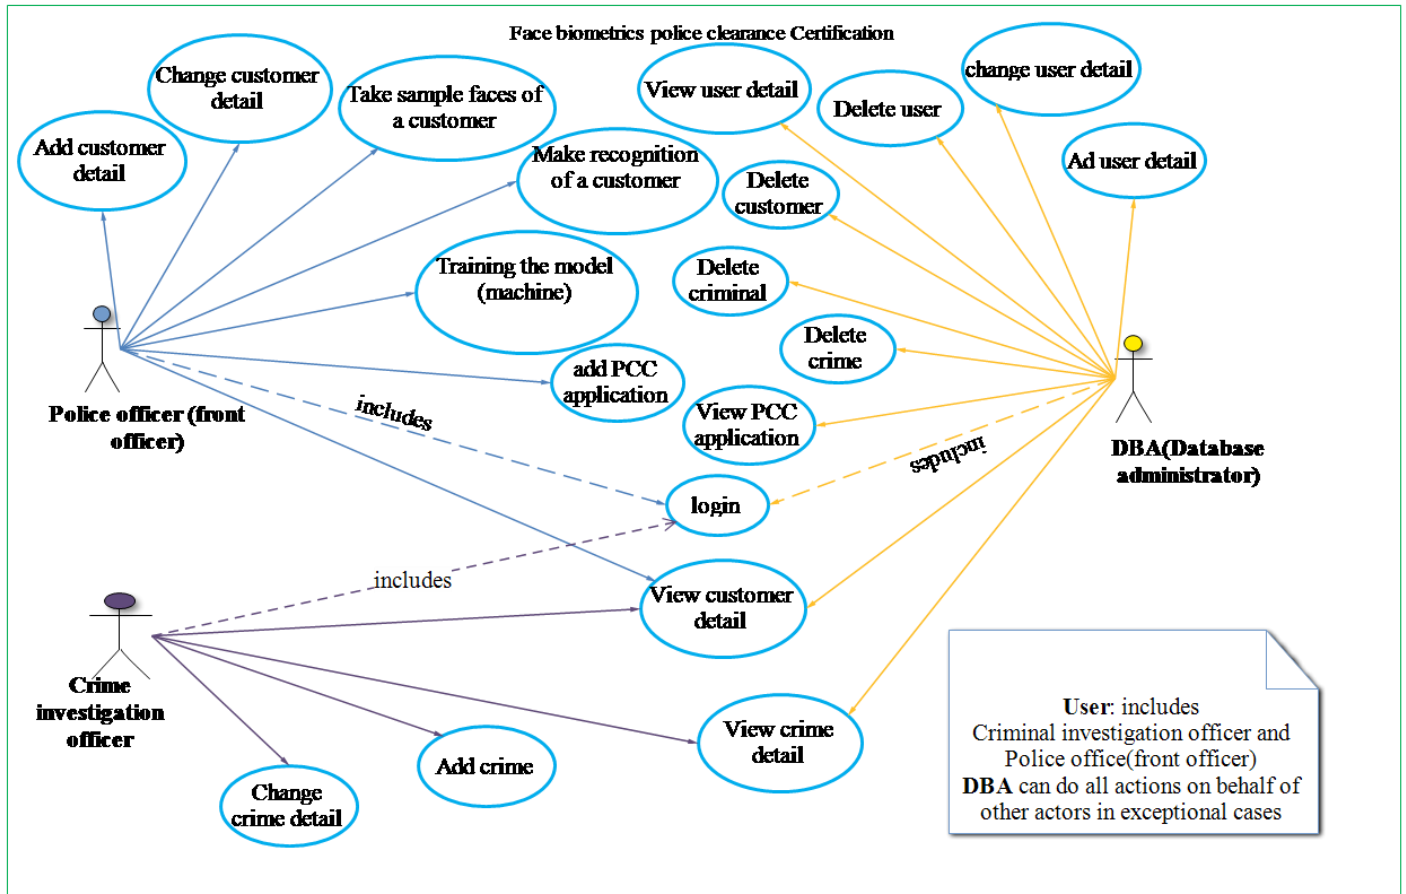 Face biometrics police clearance Certification
Change customer
detail
Take sample faces of
a customer
View user detail
Delete user
change user detail
Add customer
detail
Make recognition
of a customer
Delete
customer
Ad user detail
Training the model
(machine)
Delete
criminal
Delete
crime
add PCC
application
View PCC
application
Police officer (front
officer)
includes
includes
DBA(Database
administrator)
login
includes
View customer
detail
Crime
investigation
officer
View crime
detail
Add crime
Change
crime detail
User: includes
Criminal investigation officer and
Police office(front officer)
DBA can do all actions on behalf of
other actors in exceptional cases